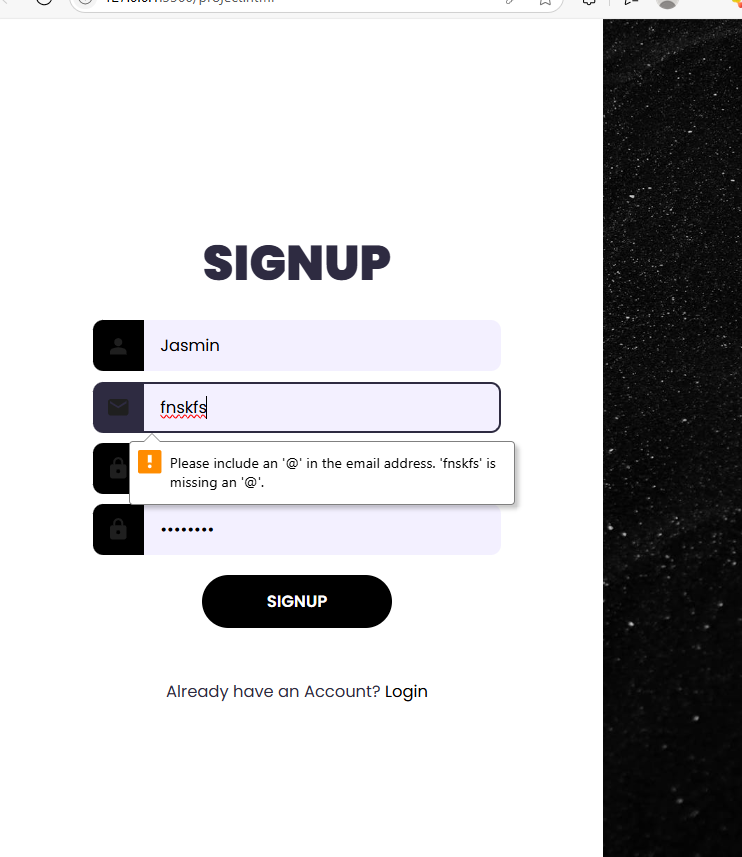 SIGNUP
Jasmin
fnskfs
Please include an '@' in the email address. 'fnskfs' is
missing an '@'.
••••••••
SIGNUP
Already have an Account? Login